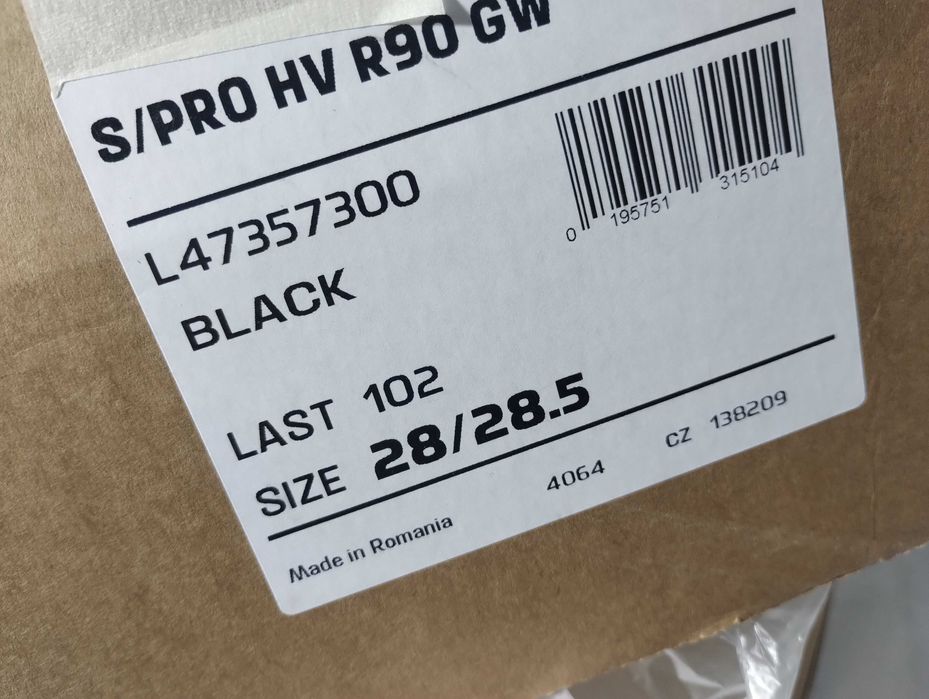 S/PRO HV R90 GW
L47357300
0 195751 315104
BLACK
LAST 102
SIZE 28/28.5
4064 CZ 138209
Made in Romania